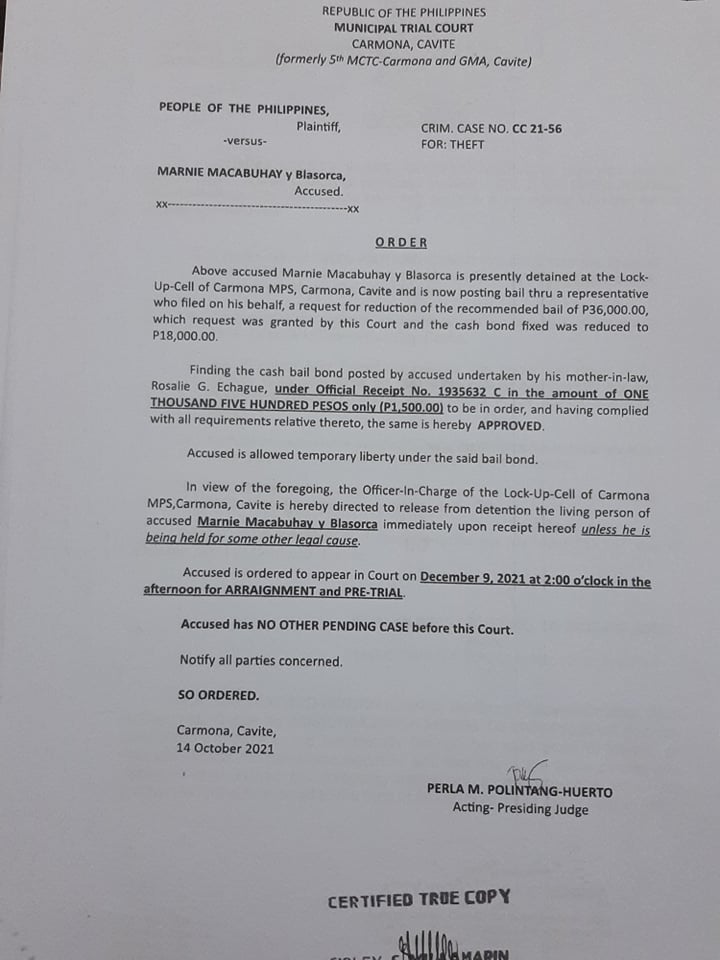 REPUBLIC OF THE PHILIPPINES
MUNICIPAL TRIAL COURT
CARMONA, CAVITE
(formerly 5th MCTC-Carmona and GMA, Cavite)
PEOPLE OF THE PHILIPPINES,
Plaintiff,
CRIM. CASE NO. CC 21-56
-versus-
FOR: THEFT
MARNIE MACABUHAY y Blasorca,
Accused.
xx-------------------------------------------xx
ORDER
Above accused Marnie Macabuhay y Blasorca is presently detained at the Lock-
Up-Cell of Carmona MPS, Carmona, Cavite and is now posting bail thru a representative
who filed on his behalf, a request for reduction of the recommended bail of P36,000.00,
which request was granted by this Court and the cash bond fixed was reduced to
P18,000.00.
Finding the cash bail bond posted by accused undertaken by his mother-in-law,
Rosalie G. Echague, under Official Receipt No. 1935632 C in the amount of ONE
THOUSAND FIVE HUNDRED PESOS only (P1,500.00) to be in order, and having complied
with all requirements relative thereto, the same is hereby APPROVED.
Accused is allowed temporary liberty under the said bail bond.
In view of the foregoing, the Officer-In-Charge of the Lock-Up-Cell of Carmona
MPS,Carmona, Cavite is hereby directed to release from detention the living person of
accused Marnie Macabuhay y Blasorca immediately upon receipt hereof unless he is
being held for some other legal cause.
Accused is ordered to appear in Court on December 9, 2021 at 2:00 o'clock in the
afternoon for ARRAIGNMENT and PRE-TRIAL.
Accused has NO OTHER PENDING CASE before this Court.
Notify all parties concerned.
SO ORDERED.
Carmona, Cavite,
14 October 2021
PERLA M. POLINTANG-HUERTO
Acting- Presiding Judge
CERTIFIED TRUE COPY
MARIN